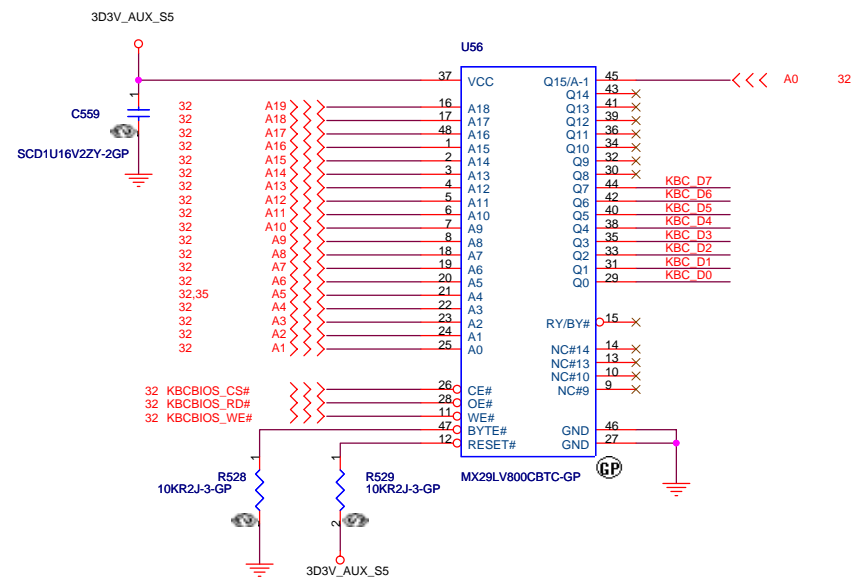 3D3V_AUX_S5
U56
37 VCC Q15/A-1 45 A0 32
Q14 43
1
C559
2
SCD1U16V2ZY-2GP
32 A19 16 A18 Q13 41
32 A18 17 A17 Q12 39
32 A17 48 A16 Q11 36
32 A16 1 A15 Q10 34
32 A15 2 A14 Q9 32
32 A14 3 A13 Q8 30
32 A13 4 A12 Q7 44 KBC_D7
32 A12 5 A11 Q6 42 KBC_D6
32 A11 6 A10 Q5 40 KBC_D5
32 A10 7 A9 Q4 38 KBC_D4
32 A9 8 A8 Q3 35 KBC_D3
32 A8 18 A7 Q2 33 KBC_D2
32 A7 19 A6 Q1 31 KBC_D1
32 A6 20 A5 Q0 29 KBC_D0
32,35 A5 21 A4
32 A4 22 A3
32 A3 23 A2 RY/BY# 15
32 A2 24 A1
32 A1 25 A0 NC#14 14
NC#13 13
NC#10 10
32 KBCBIOS_CS# 26 CE# NC#9 9
32 KBCBIOS_RD# 28 OE#
32 KBCBIOS_WE# 11 WE#
47 BYTE# GND 46
12 RESET# GND 27
MX29LV800CBTC-GP
GP
1 R528
10KR2J-3-GP
2
1 R529
10KR2J-3-GP
2
3D3V_AUX_S5